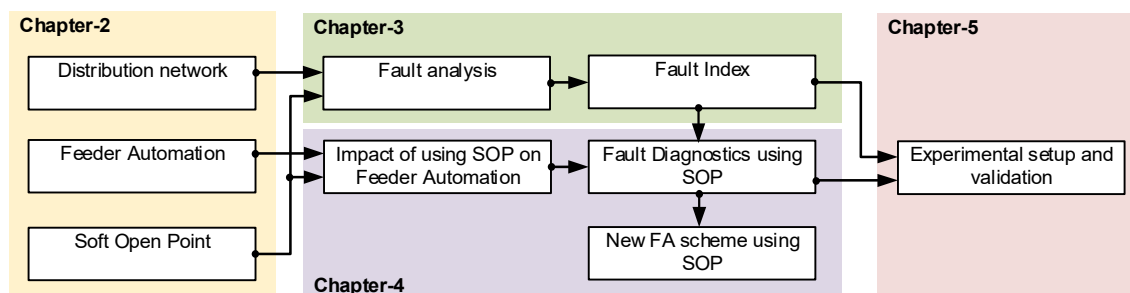 Chapter-2
Distribution network
Feeder Automation
Soft Open Point
Chapter-3
Fault analysis
Fault Index
Impact of using SOP on
Feeder Automation
Fault Diagnostics using
SOP
New FA scheme using
SOP
Chapter-4
Chapter-5
Experimental setup and
validation